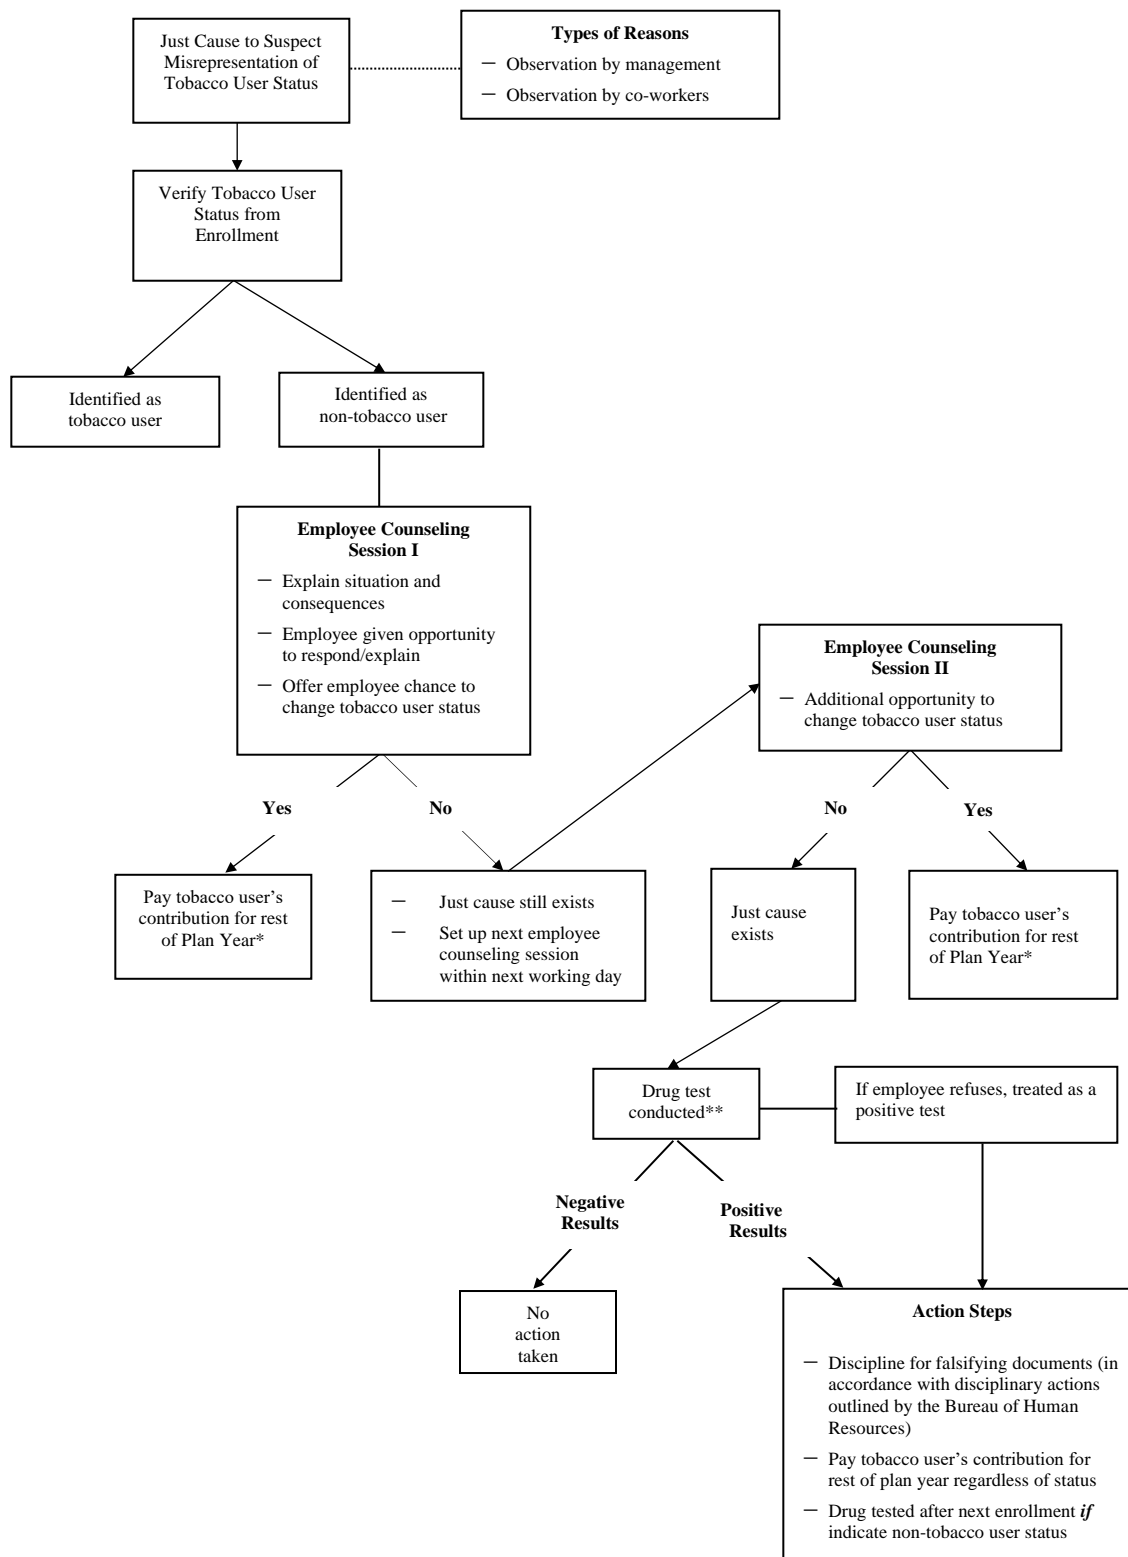 Just Cause to Suspect
Misrepresentation of
Tobacco User Status
Types of Reasons
— Observation by management
— Observation by co-workers
Verify Tobacco User
Status from
Enrollment
Identified as
tobacco user
Identified as
non-tobacco user
Employee Counseling
Session I
— Explain situation and
consequences
— Employee given opportunity
to respond/explain
— Offer employee chance to
change tobacco user status
Employee Counseling
Session II
— Additional opportunity to
change tobacco user status
Yes
No
No
Yes
Pay tobacco user's
contribution for rest
of Plan Year*
— Just cause still exists
— Set up next employee
counseling session
within next working day
Just cause
exists
Pay tobacco user's
contribution for rest
of Plan Year*
Drug test
conducted**
If employee refuses, treated as a
positive test
Negative
Results
Positive
Results
No
action
taken
Action Steps
— Discipline for falsifying documents (in
accordance with disciplinary actions
outlined by the Bureau of Human
Resources)
— Pay tobacco user's contribution for
rest of plan year regardless of status
— Drug tested after next enrollment if
indicate non-tobacco user status